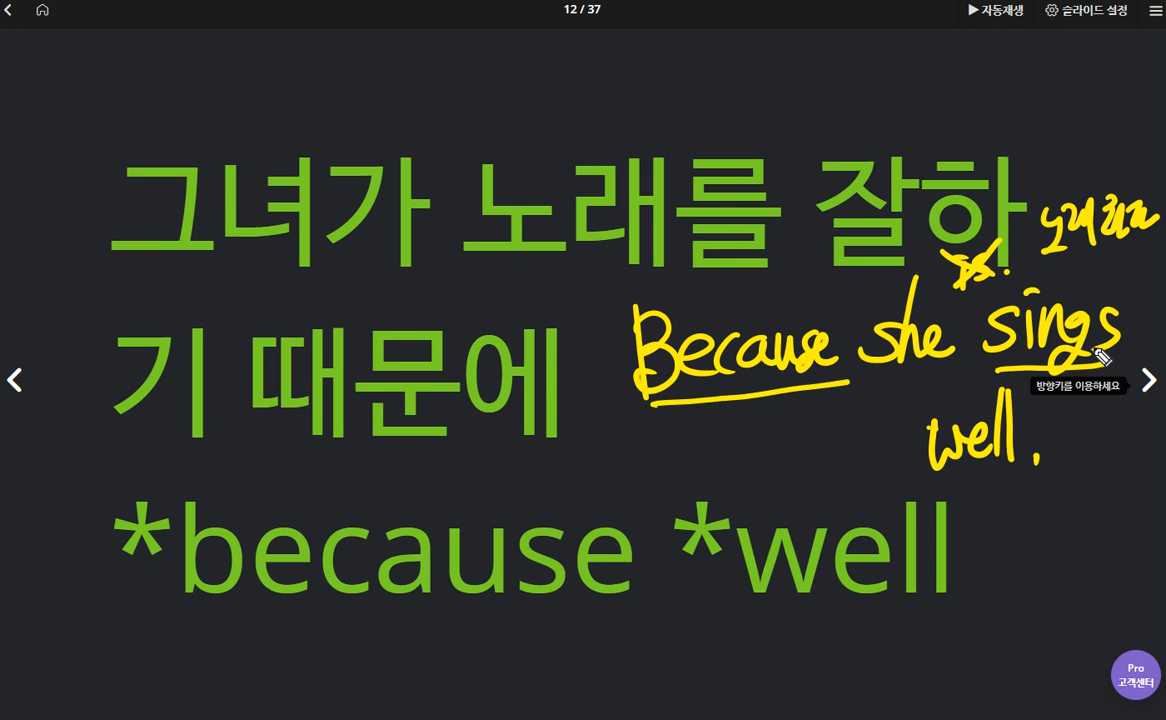 12 / 37
▶ 자동재생
슬라이드 설정
그녀가 노래를 잘하
기 때문에
*because *well
Because she sings
well.
방향키를 이용하세요
Pro
고객센터